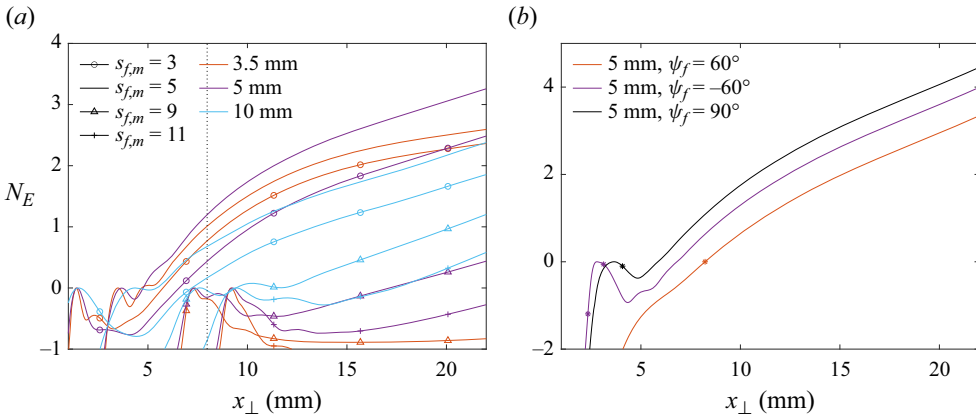 (a)
(b)
4
3
2
1
0
–1
N_E
s_{f,m} = 3
s_{f,m} = 5
s_{f,m} = 9
s_{f,m} = 11
3.5 mm
5 mm
10 mm
5
10
15
20
x_⊥ (mm)
4
2
0
–2
5 mm, ψ_f = 60°
5 mm, ψ_f = –60°
5 mm, ψ_f = 90°
5
10
15
20
x_⊥ (mm)